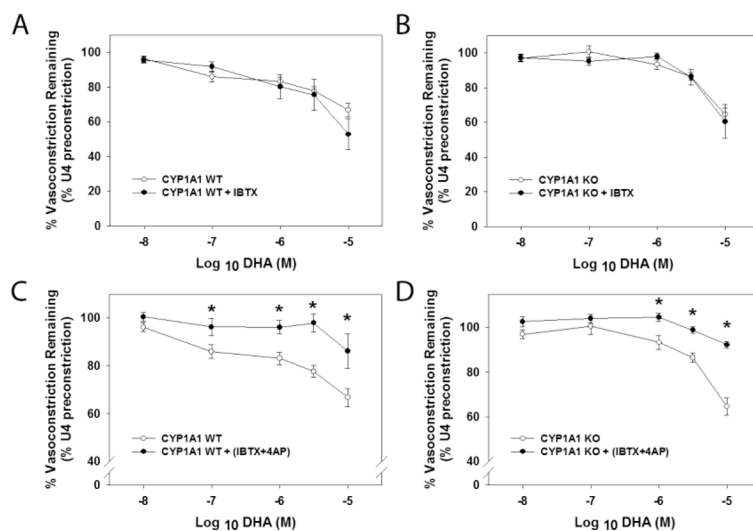 A
% Vasoconstriction Remaining
(% U4 preconstriction)
100
80
60
40
20
0
CYP1A1 WT
CYP1A1 WT + IBTX
-8 -7 -6 -5
Log 10 DHA (M)
B
% Vasoconstriction Remaining
(% U4 preconstriction)
100
80
60
40
20
0
CYP1A1 KO
CYP1A1 KO + IBTX
-8 -7 -6 -5
Log 10 DHA (M)
C
% Vasoconstriction Remaining
(% U4 preconstriction)
100
80
60
40
0
* * * *
CYP1A1 WT
CYP1A1 WT + (IBTX+4AP)
-8 -7 -6 -5
Log 10 DHA (M)
D
% Vasoconstriction Remaining
(% U4 preconstriction)
100
80
60
40
0
* * *
CYP1A1 KO
CYP1A1 KO + (IBTX+4AP)
-8 -7 -6 -5
Log 10 DHA (M)